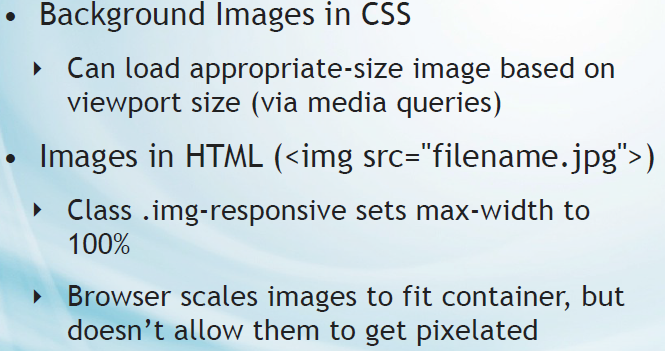 • Background Images in CSS
‣ Can load appropriate-size image based on
viewport size (via media queries)
• Images in HTML (<img src="filename.jpg">)
‣ Class .img-responsive sets max-width to
100%
‣ Browser scales images to fit container, but
doesn’t allow them to get pixelated